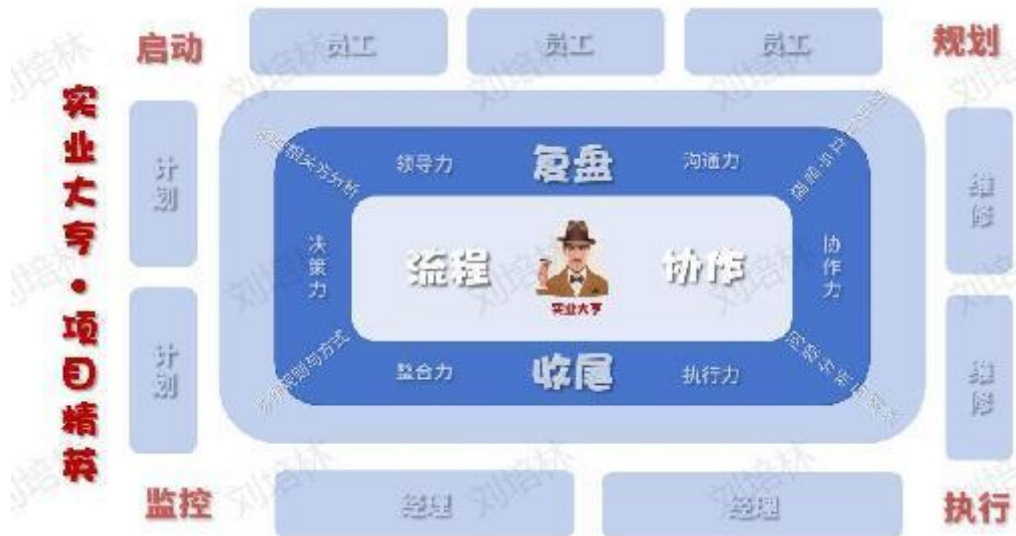 实业大亨·项目精英
启动
员工
员工
员工
规划
计划
计划
领导力
复盘
沟通力
决策力
流程
实业大亨
协作
协作力
整合力
收尾
执行力
维修
维修
监控
经理
经理
执行
刘培林